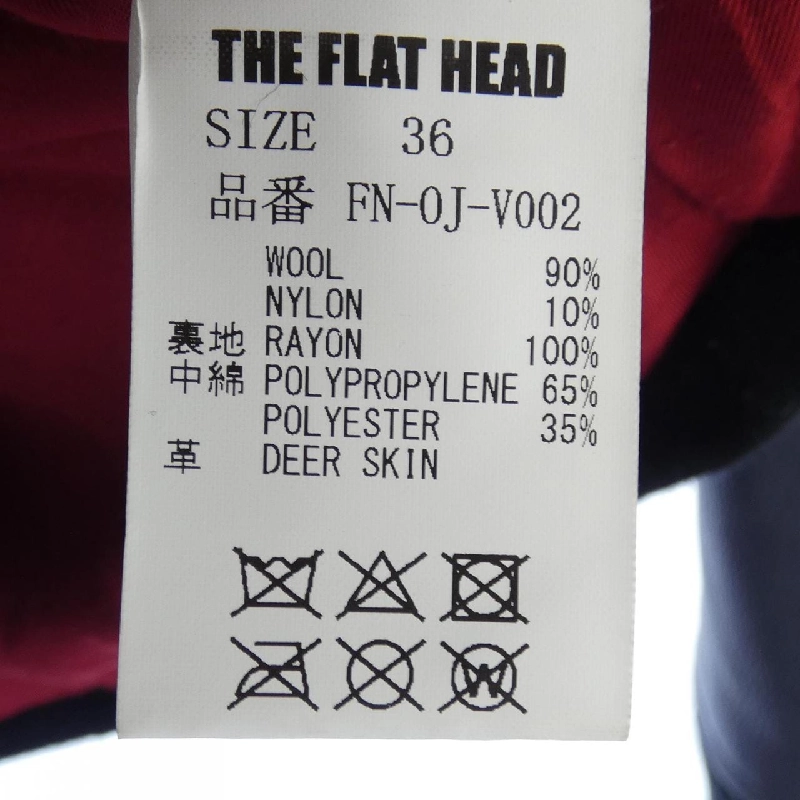 THE FLAT HEAD
SIZE 36
品番 FN-OJ-V002
WOOL 90%
NYLON 10%
裏地 RAYON 100%
中綿 POLYPROPYLENE 65%
POLYESTER 35%
革 DEER SKIN
W